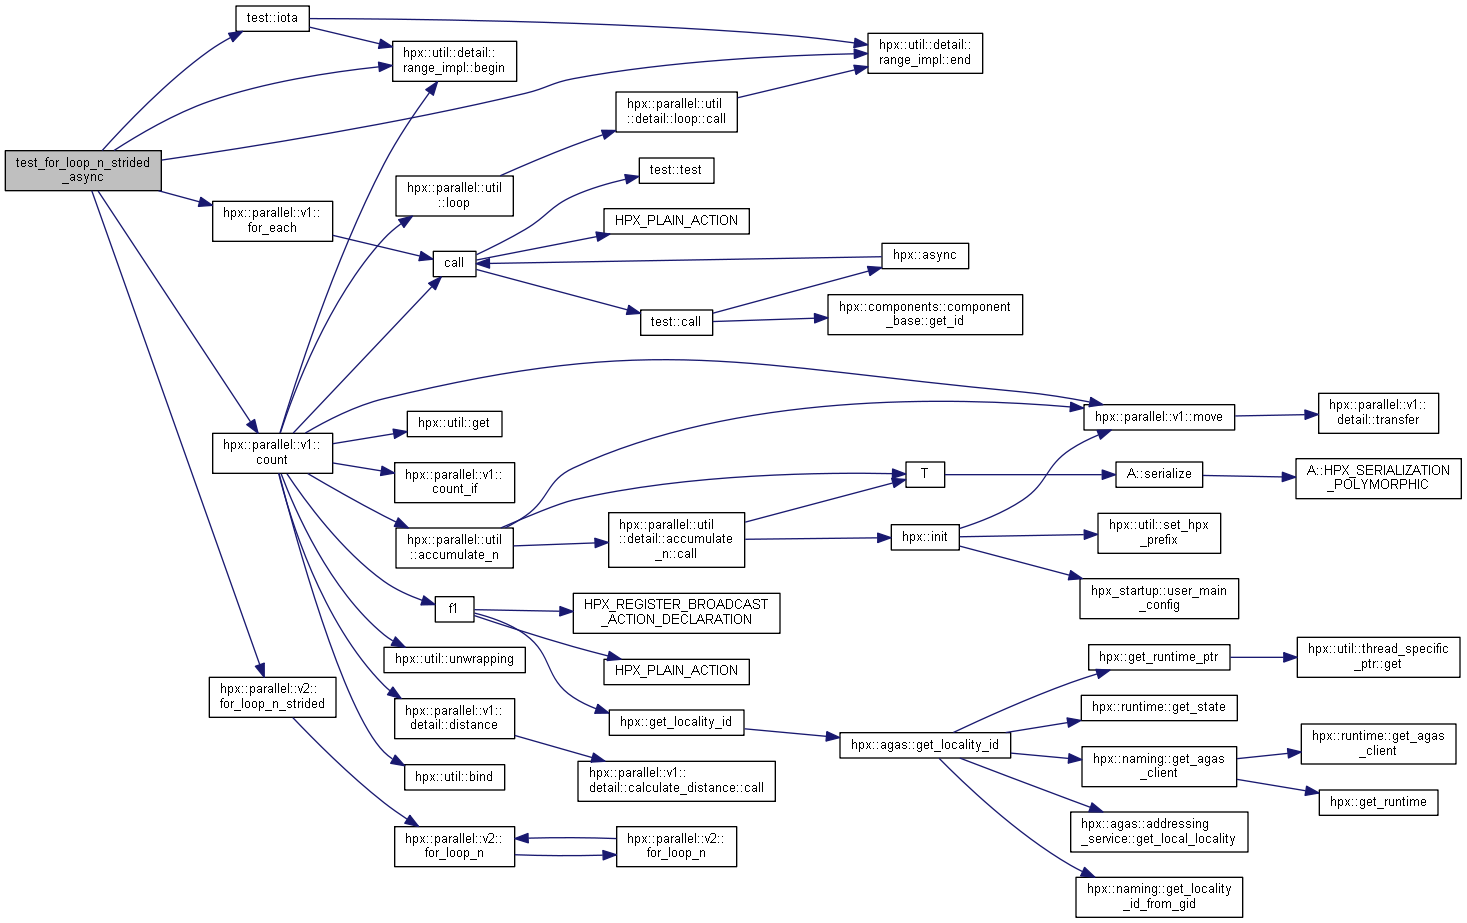 test::iota
hpx::util::detail::
range_impl::begin
hpx::util::detail::
range_impl::end
hpx::parallel::util
::detail::loop::call
test_for_loop_n_strided
_async
test::test
hpx::parallel::util
::loop
hpx::parallel::v1::
for_each
HPX_PLAIN_ACTION
call
hpx::async
test::call
hpx::components::component
_base::get_id
hpx::parallel::v1::move
hpx::parallel::v1::
detail::transfer
hpx::util::get
hpx::parallel::v1::
count
hpx::parallel::v1::
count_if
T
A::serialize
A::HPX_SERIALIZATION
_POLYMORPHIC
hpx::parallel::util
::accumulate_n
hpx::parallel::util
::detail::accumulate
_n::call
hpx::init
hpx::util::set_hpx
_prefix
hpx_startup::user_main
_config
f1
HPX_REGISTER_BROADCAST
_ACTION_DECLARATION
hpx::util::unwrapping
HPX_PLAIN_ACTION
hpx::get_runtime_ptr
hpx::util::thread_specific
_ptr::get
hpx::parallel::v2::
for_loop_n_strided
hpx::parallel::v1::
detail::distance
hpx::get_locality_id
hpx::runtime::get_state
hpx::agas::get_locality_id
hpx::naming::get_agas
_client
hpx::runtime::get_agas
_client
hpx::util::bind
hpx::parallel::v1::
detail::calculate_distance::call
hpx::get_runtime
hpx::parallel::v2::
for_loop_n
hpx::parallel::v2::
for_loop_n
hpx::agas::addressing
_service::get_local_locality
hpx::naming::get_locality
_id_from_gid